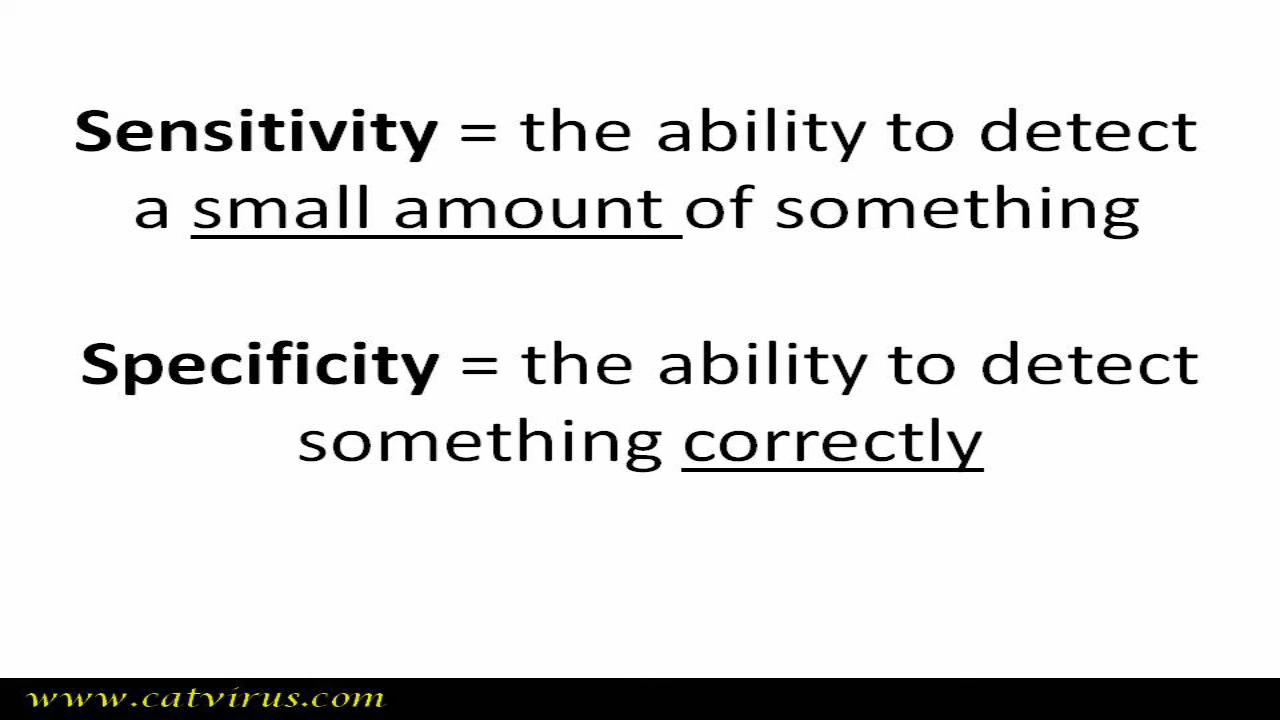 Sensitivity = the ability to detect
a small amount of something
Specificity = the ability to detect
something correctly
www.catvirus.com